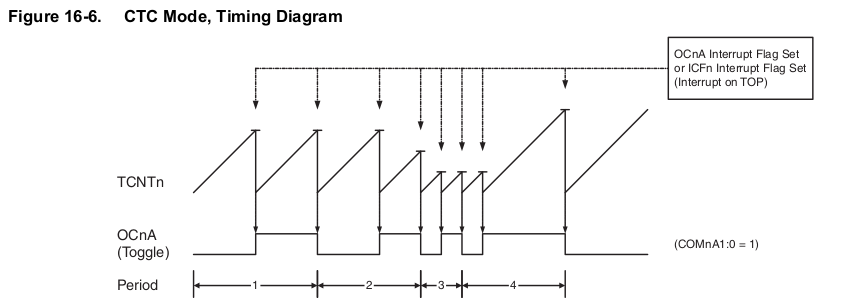 Figure 16-6. CTC Mode, Timing Diagram
OCnA Interrupt Flag Set
or ICFn Interrupt Flag Set
(Interrupt on TOP)
TCNTn
OCnA
(Toggle)
(COMnA1:0 = 1)
Period
1
2
3
4